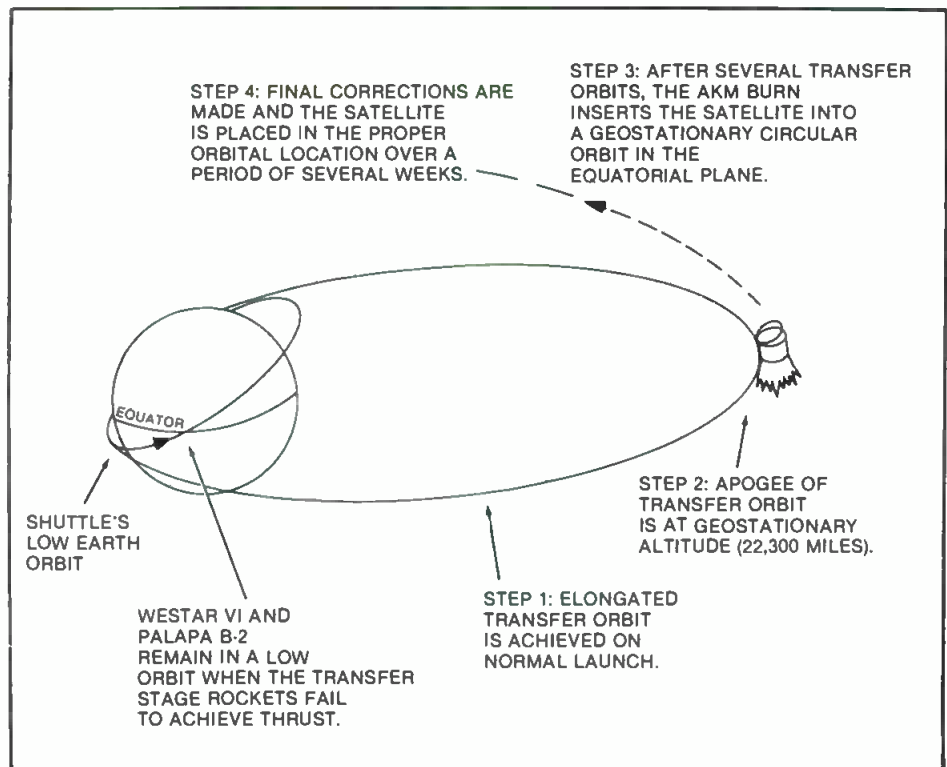 STEP 4: FINAL CORRECTIONS ARE
MADE AND THE SATELLITE
IS PLACED IN THE PROPER
ORBITAL LOCATION OVER A
PERIOD OF SEVERAL WEEKS.
STEP 3: AFTER SEVERAL TRANSFER
ORBITS, THE AKM BURN
INSERTS THE SATELLITE INTO
A GEOSTATIONARY CIRCULAR
ORBIT IN THE
EQUATORIAL PLANE.
EQUATOR
SHUTTLE'S
LOW EARTH
ORBIT
STEP 2: APOGEE OF
TRANSFER ORBIT
IS AT GEOSTATIONARY
ALTITUDE (22,300 MILES).
WESTAR VI AND
PALAPA B-2
REMAIN IN A LOW
ORBIT WHEN THE TRANSFER
STAGE ROCKETS FAIL
TO ACHIEVE THRUST.
STEP 1: ELONGATED
TRANSFER ORBIT
IS ACHIEVED ON
NORMAL LAUNCH.